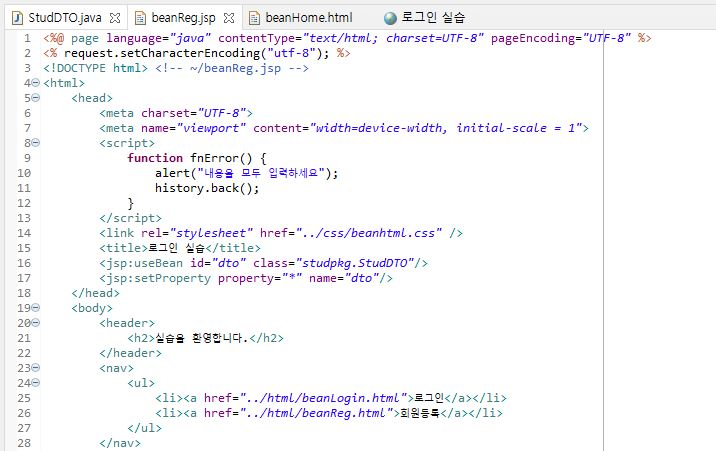 StudDTO.java beanReg.jsp beanHome.html 로그인 실습
1 <%@ page language="java" contentType="text/html; charset=UTF-8" pageEncoding="UTF-8" %>
2 <% request.setCharacterEncoding("utf-8"); %>
3 <!DOCTYPE html> <!-- ~/beanReg.jsp -->
4 <html>
5 <head>
6 <meta charset="UTF-8">
7 <meta name="viewport" content="width=device-width, initial-scale = 1">
8 <script>
9 function fnError() {
10 alert("내용을 모두 입력하세요");
11 history.back();
12 }
13 </script>
14 <link rel="stylesheet" href="../css/beanhtml.css" />
15 <title>로그인 실습</title>
16 <jsp:useBean id="dto" class="studpkg.StudDTO"/>
17 <jsp:setProperty property="*" name="dto"/>
18 </head>
19 <body>
20 <header>
21 <h2>실습을 환영합니다.</h2>
22 </header>
23 <nav>
24 <ul>
25 <li><a href="../html/beanLogin.html">로그인</a></li>
26 <li><a href="../html/beanReg.html">회원등록</a></li>
27 </ul>
28 </nav>